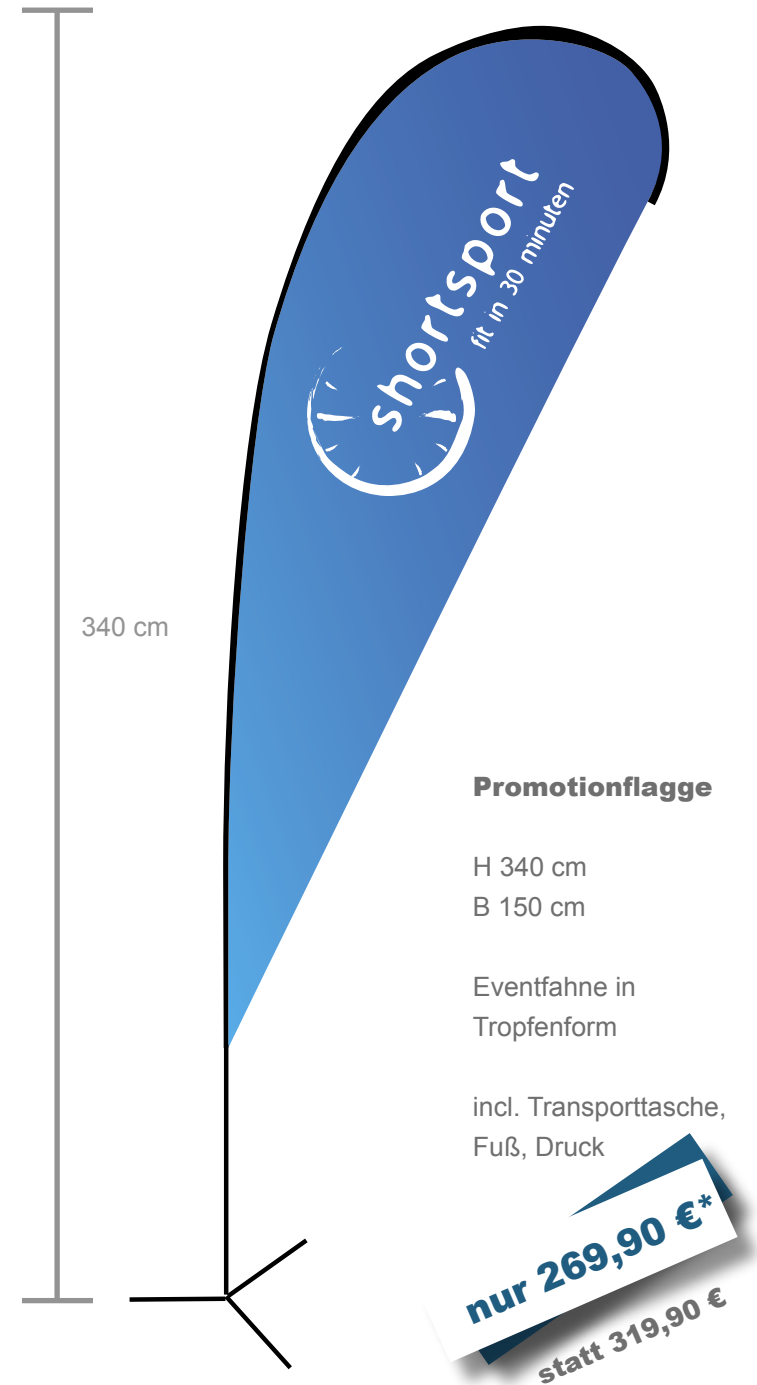 shortsport
fit in 30 minuten
340 cm
Promotionflagge
H 340 cm
B 150 cm
Eventfahne in
Tropfenform
incl. Transporttasche,
Fuß, Druck
nur 269,90 €*
statt 319,90 €